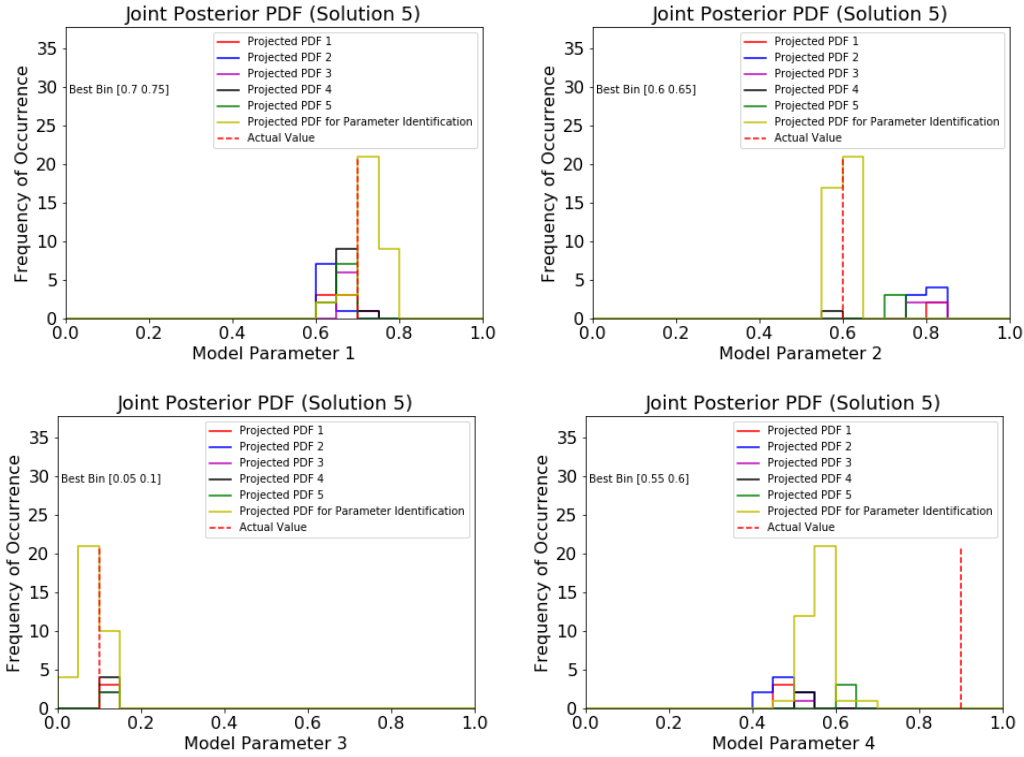 Joint Posterior PDF (Solution 5)
Frequency of Occurrence
35
30
25
20
15
10
5
0
Best Bin [0.7 0.75]
Projected PDF 1
Projected PDF 2
Projected PDF 3
Projected PDF 4
Projected PDF 5
Projected PDF for Parameter Identification
Actual Value
0.0 0.2 0.4 0.6 0.8 1.0
Model Parameter 1
Joint Posterior PDF (Solution 5)
Frequency of Occurrence
35
30
25
20
15
10
5
0
Best Bin [0.6 0.65]
Projected PDF 1
Projected PDF 2
Projected PDF 3
Projected PDF 4
Projected PDF 5
Projected PDF for Parameter Identification
Actual Value
0.0 0.2 0.4 0.6 0.8 1.0
Model Parameter 2
Joint Posterior PDF (Solution 5)
Frequency of Occurrence
35
30
25
20
15
10
5
0
Best Bin [0.05 0.1]
Projected PDF 1
Projected PDF 2
Projected PDF 3
Projected PDF 4
Projected PDF 5
Projected PDF for Parameter Identification
Actual Value
0.0 0.2 0.4 0.6 0.8 1.0
Model Parameter 3
Joint Posterior PDF (Solution 5)
Frequency of Occurrence
35
30
25
20
15
10
5
0
Best Bin [0.55 0.6]
Projected PDF 1
Projected PDF 2
Projected PDF 3
Projected PDF 4
Projected PDF 5
Projected PDF for Parameter Identification
Actual Value
0.0 0.2 0.4 0.6 0.8 1.0
Model Parameter 4